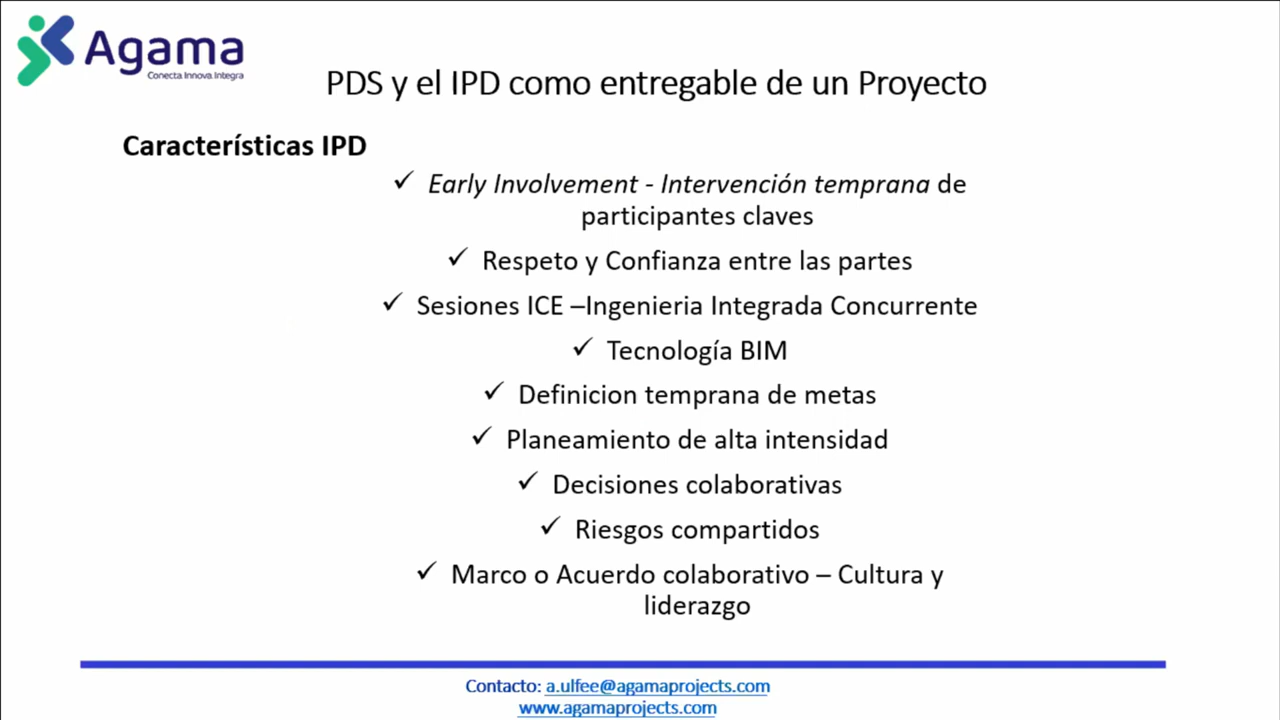 Agama
Conecta.Innova.Integra
PDS y el IPD como entregable de un Proyecto
Características IPD
✓ Early Involvement - Intervención temprana de
participantes claves
✓ Respeto y Confianza entre las partes
✓ Sesiones ICE –Ingenieria Integrada Concurrente
✓ Tecnología BIM
✓ Definicion temprana de metas
✓ Planeamiento de alta intensidad
✓ Decisiones colaborativas
✓ Riesgos compartidos
✓ Marco o Acuerdo colaborativo – Cultura y
liderazgo
Contacto: a.ulfee@agamaprojects.com
www.agamaprojects.com